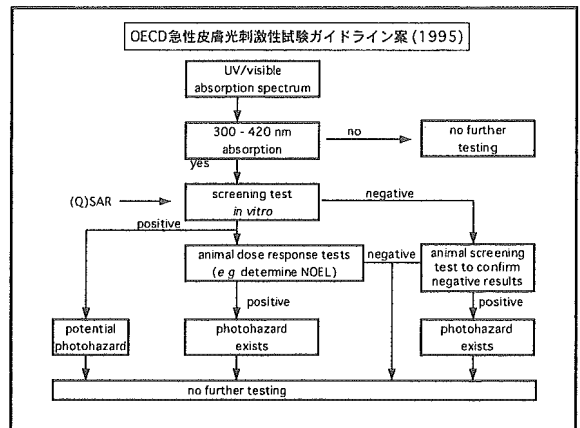 OECD急性皮膚光刺激性試験ガイドライン案(1995)
UV/visible
absorption spectrum
300 - 420 nm
absorption
no
no further
testing
yes
(Q)SAR
screening test
in vitro
negative
positive
animal dose response tests
(e g determine NOEL)
negative
animal screening
test to confirm
negative results
positive
positive
potential
photohazard
photohazard
exists
photohazard
exists
no further testing